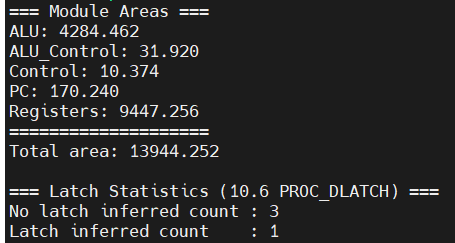 === Module Areas ===
ALU: 4284.462
ALU_Control: 31.920
Control: 10.374
PC: 170.240
Registers: 9447.256
====================
Total area: 13944.252

=== Latch Statistics (10.6 PROC_DLATCH) ===
No latch inferred count : 3
Latch inferred count    : 1